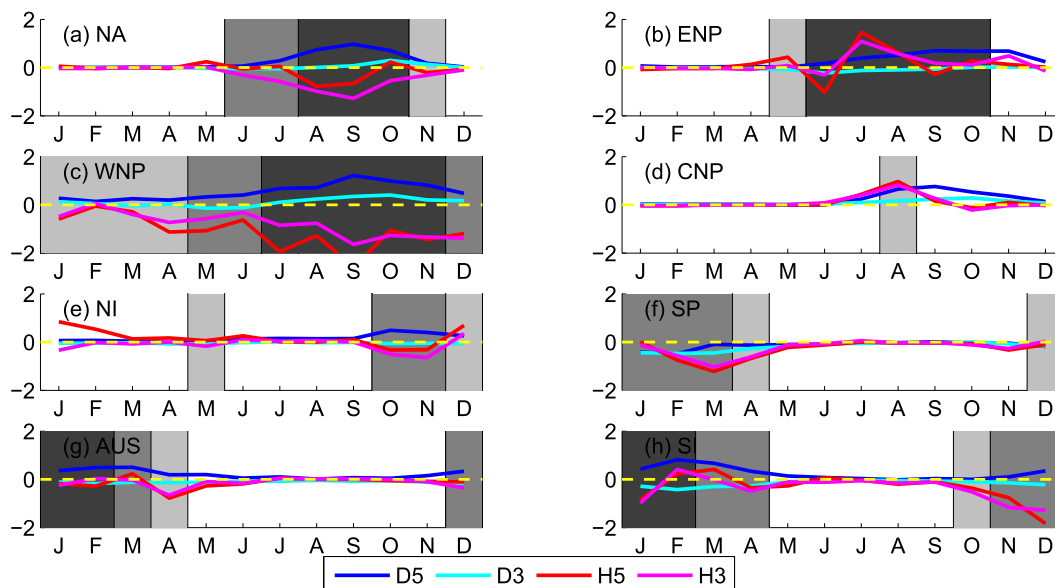 2 (a) NA
0
−2
J F M A M J J A S O N D
2 (b) ENP
0
−2
J F M A M J J A S O N D
2 (c) WNP
0
−2
J F M A M J J A S O N D
2 (d) CNP
0
−2
J F M A M J J A S O N D
2 (e) NI
0
−2
J F M A M J J A S O N D
2 (f) SP
0
−2
J F M A M J J A S O N D
2 (g) AUS
0
−2
J F M A M J J A S O N D
2 (h) SI
0
−2
J F M A M J J A S O N D
D5 D3 H5 H3